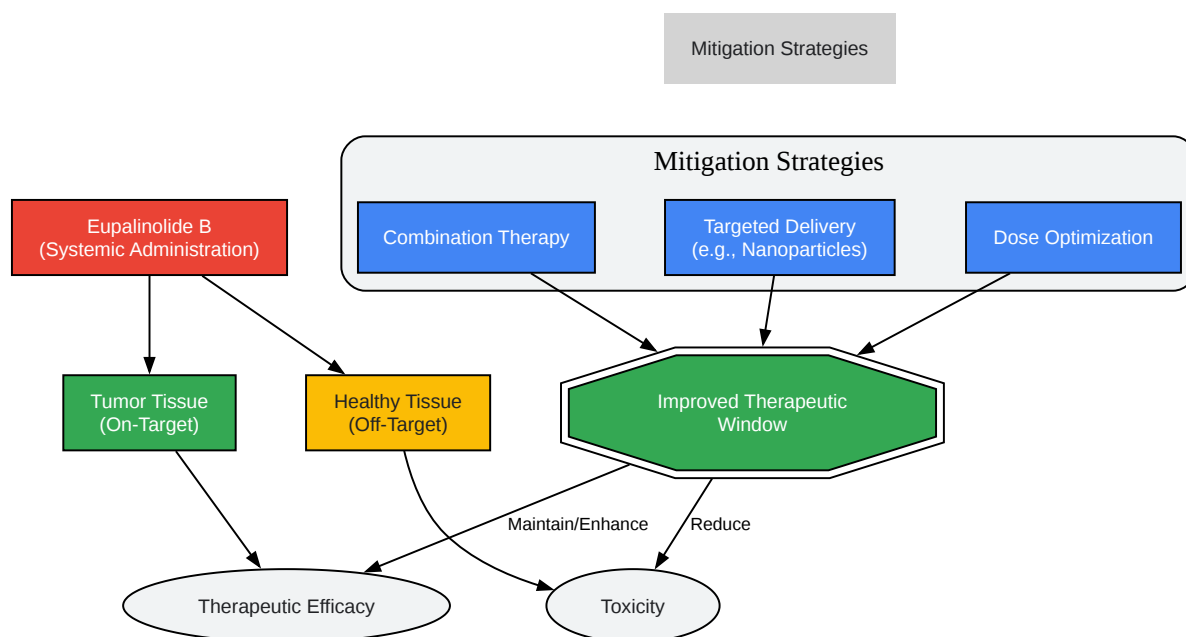 Mitigation Strategies
Mitigation Strategies
Eupalinolide B
(Systemic Administration)
Combination Therapy
Targeted Delivery
(e.g., Nanoparticles)
Dose Optimization
Tumor Tissue
(On-Target)
Healthy Tissue
(Off-Target)
Improved Therapeutic
Window
Maintain/Enhance
Reduce
Therapeutic Efficacy
Toxicity